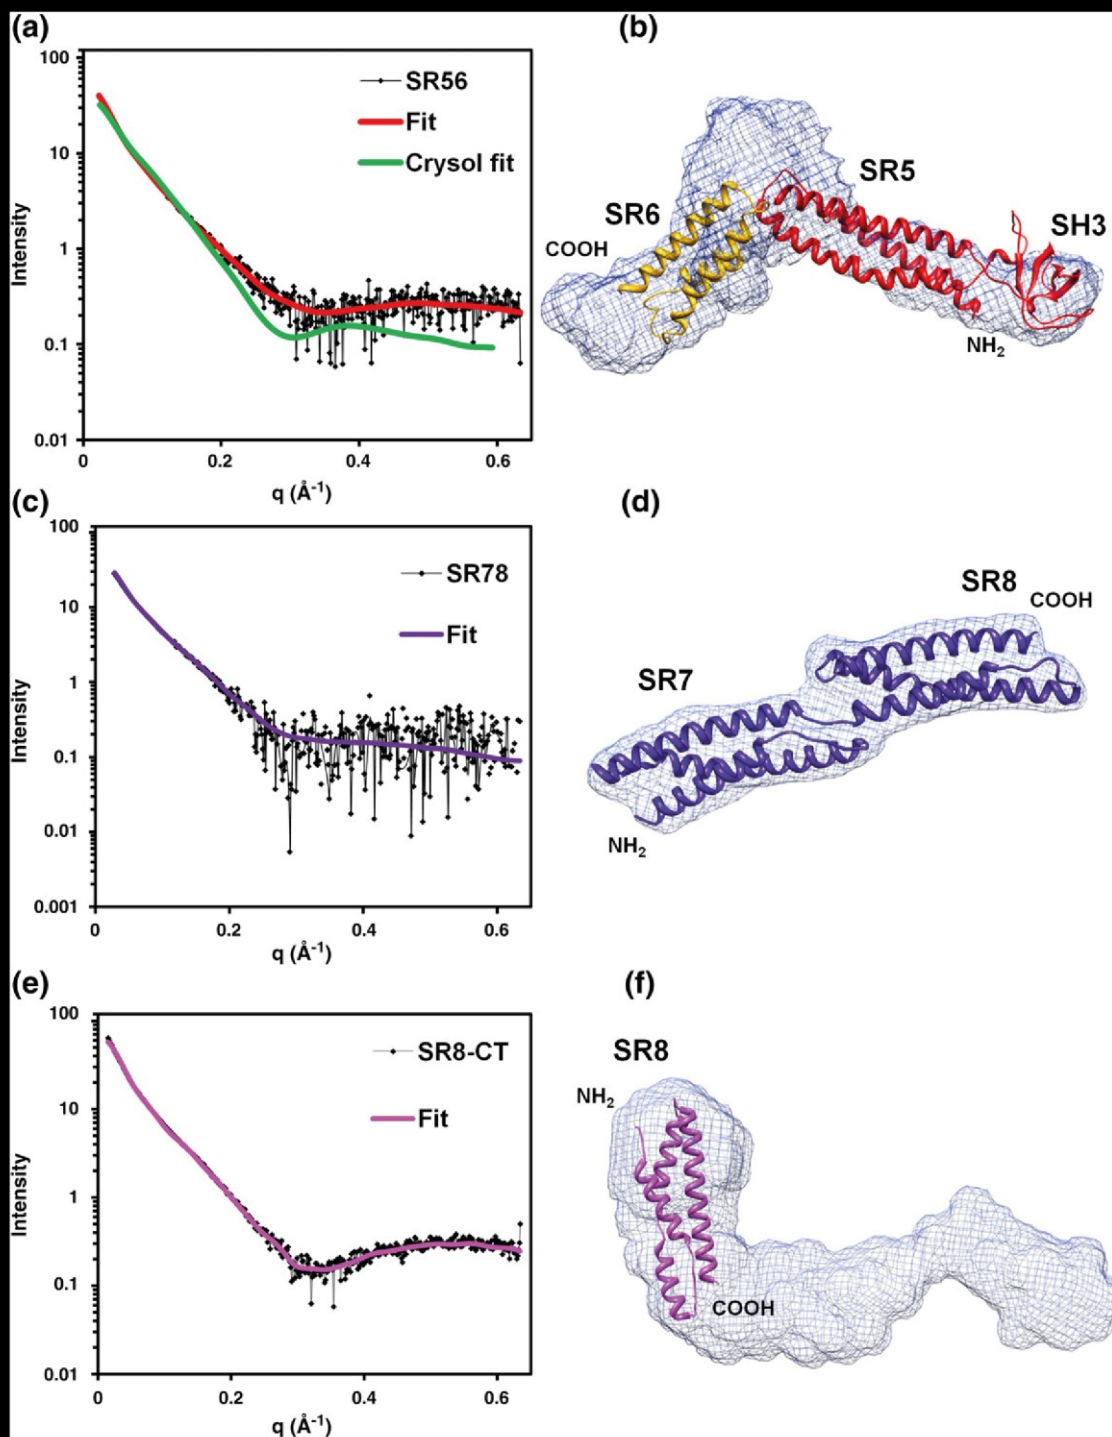 (a)
100
10
1
0.1
0.01
0
0.2
0.4
0.6
Intensity
q (Å⁻¹)
SR56
Fit
Crysol fit
(b)
SR6
SR5
SH3
COOH
NH₂
(c)
100
10
1
0.1
0.01
0.001
0
0.2
0.4
0.6
Intensity
q (Å⁻¹)
SR78
Fit
(d)
SR8
COOH
SR7
NH₂
(e)
100
10
1
0.1
0.01
0
0.2
0.4
0.6
Intensity
q (Å⁻¹)
SR8-CT
Fit
(f)
SR8
NH₂
COOH